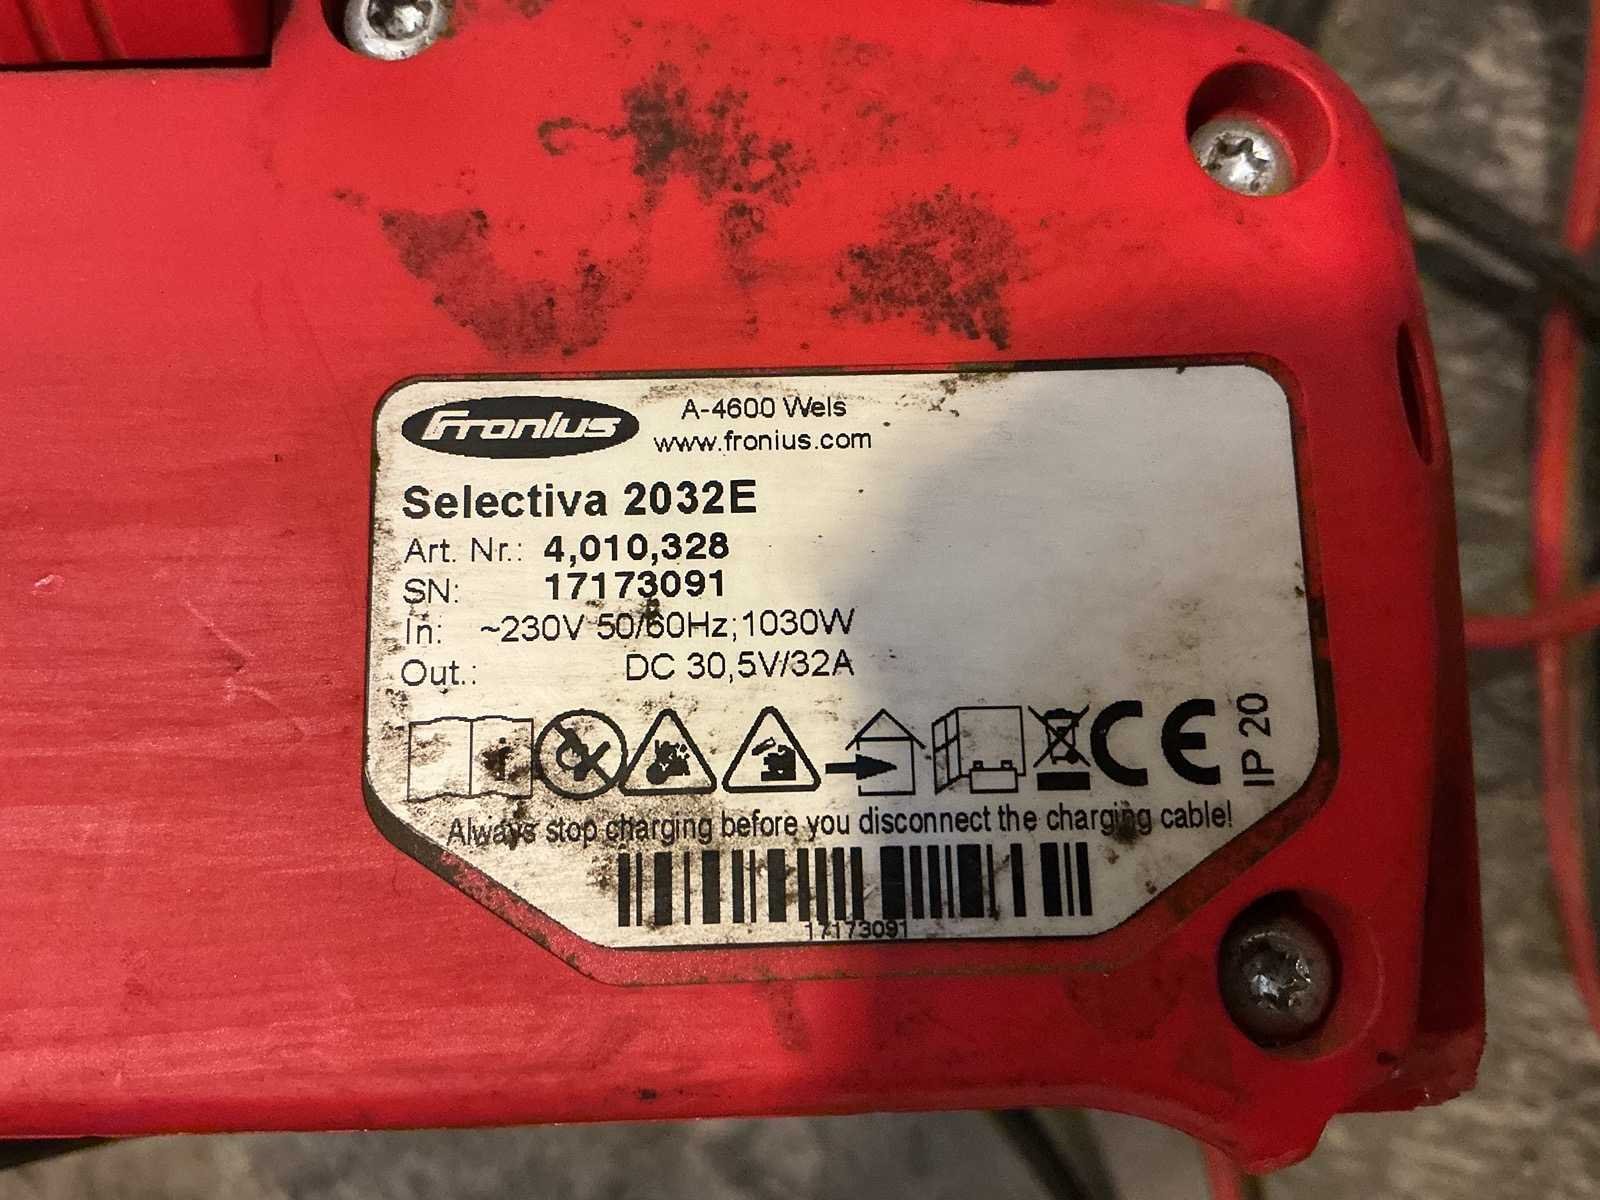 Fronius
A-4600 Wels
www.fronius.com
Selectiva 2032E
Art. Nr.: 4,010,328
SN: 17173091
In: ~230V 50/60Hz;1030W
Out.: DC 30,5V/32A
i
CE
IP 20
Always stop charging before you disconnect the charging cable!
17173091